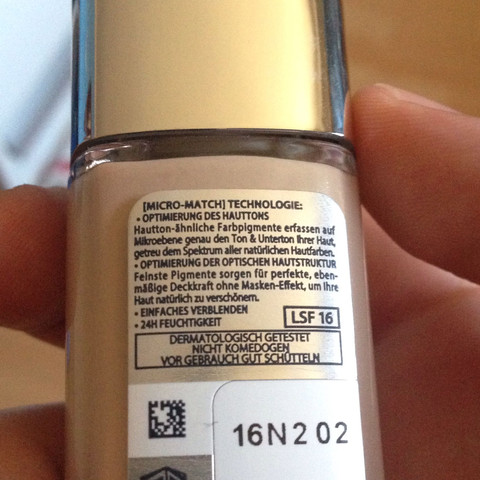 [MICRO-MATCH] TECHNOLOGIE:
• OPTIMIERUNG DES HAUTTONS
Hautton-ähnliche Farbpigmente erfassen auf
Mikroebene genau den Ton & Unterton Ihrer Haut,
getreu dem Spektrum aller natürlichen Hautfarben.
• OPTIMIERUNG DER OPTISCHEN HAUTSTRUKTUR
Feinste Pigmente sorgen für perfekte, eben-
mäßige Deckkraft ohne Masken-Effekt, um Ihre
Haut natürlich zu verschönern.
• EINFACHES VERBLENDEN
• 24H FEUCHTIGKEIT
LSF 16
DERMATOLOGISCH GETESTET
NICHT KOMEDOGEN
VOR GEBRAUCH GUT SCHÜTTELN
16N2 02